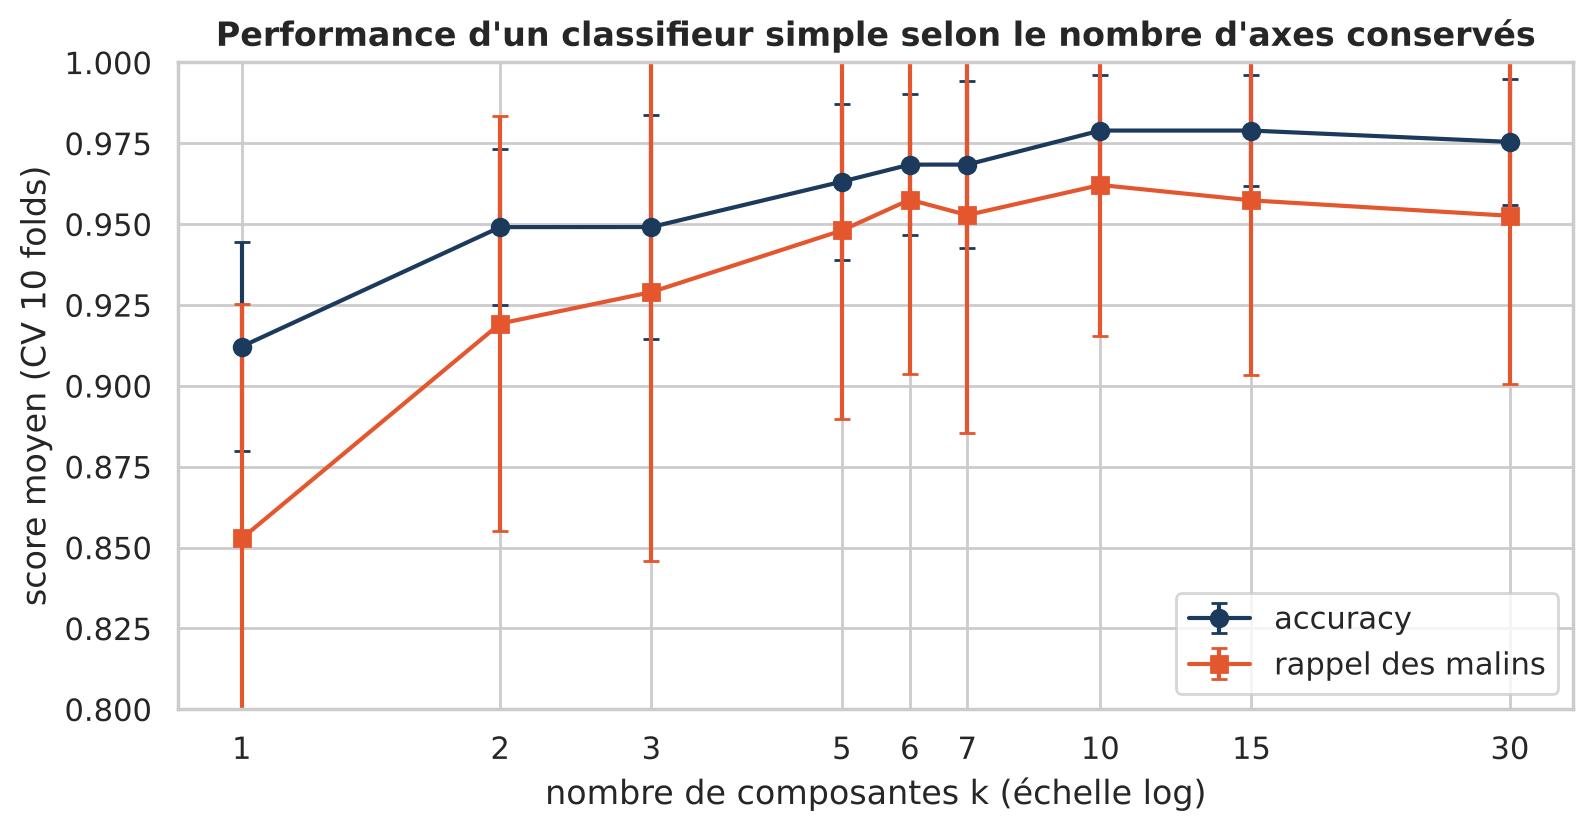 Performance d'un classifieur simple selon le nombre d'axes conservés
1.000
0.975
0.950
0.925
0.900
0.875
0.850
0.825
0.800
score moyen (CV 10 folds)
accuracy
rappel des malins
1 2 3 5 6 7 10 15 30
nombre de composantes k (échelle log)